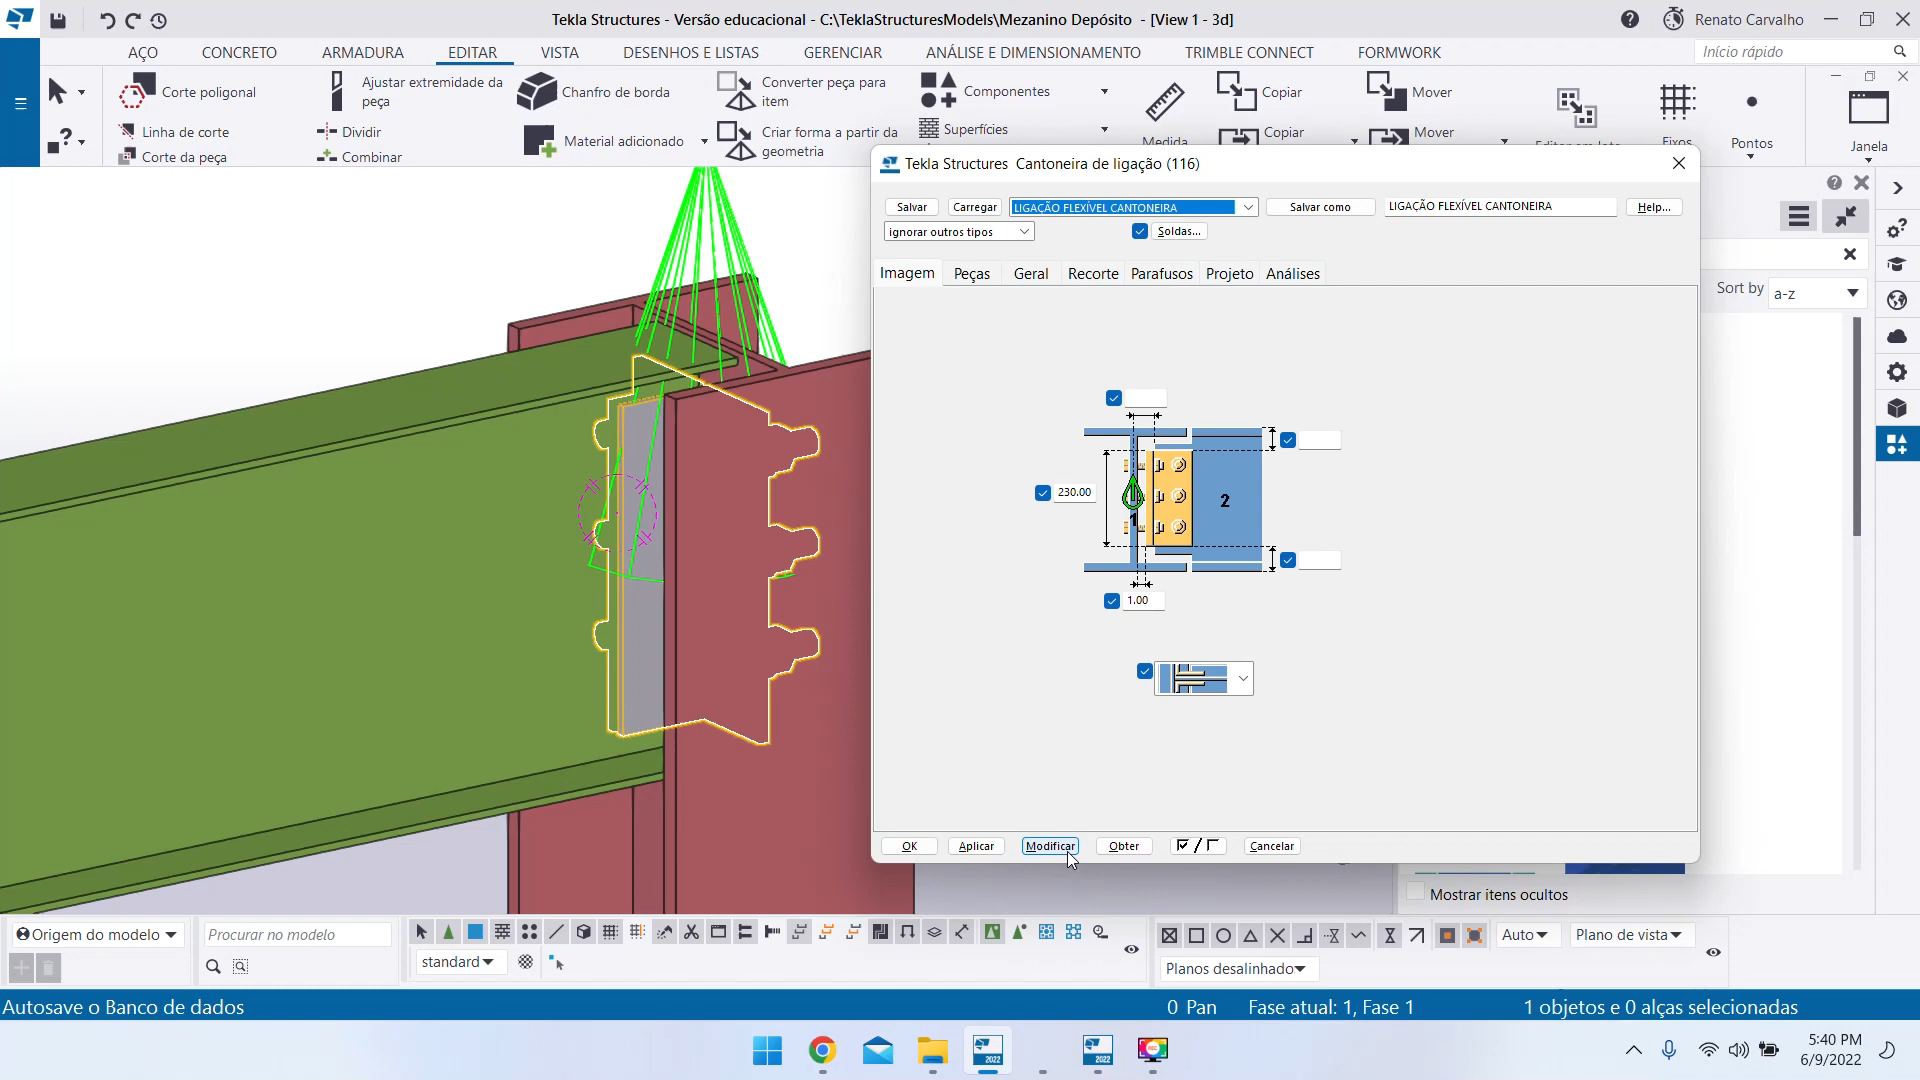 Tekla Structures - Versão educacional - C:\TeklaStructuresModels\Mezanino Depósito - [View 1 - 3d]
Renato Carvalho
AÇO
CONCRETO
ARMADURA
EDITAR
VISTA
DESENHOS E LISTAS
GERENCIAR
ANÁLISE E DIMENSIONAMENTO
TRIMBLE CONNECT
FORMWORK
Início rápido
Corte poligonal
Linha de corte
Corte da peça
Ajustar extremidade da
peça
Dividir
Combinar
Chanfro de borda
Material adicionado
Converter peça para
item
Criar forma a partir da
geometria
Componentes
Superfícies
Medida
Copiar
Copiar
Mover
Mover
Editar em lote
Fixos
Pontos
Janela
Tekla Structures Cantoneira de ligação (116)
Salvar
Carregar
LIGAÇÃO FLEXÍVEL CANTONEIRA
Salvar como
LIGAÇÃO FLEXÍVEL CANTONEIRA
Help...
ignorar outros tipos
Soldas...
Imagem
Peças
Geral
Recorte
Parafusos
Projeto
Análises
230.00
1
2
1.00
OK
Aplicar
Modificar
Obter
/
Cancelar
Sort by
a-z
Mostrar itens ocultos
Origem do modelo
Procurar no modelo
standard
Auto
Plano de vista
Planos desalinhado
Autosave o Banco de dados
0 Pan
Fase atual: 1, Fase 1
1 objetos e 0 alças selecionadas
2022
2022
5:40 PM
6/9/2022